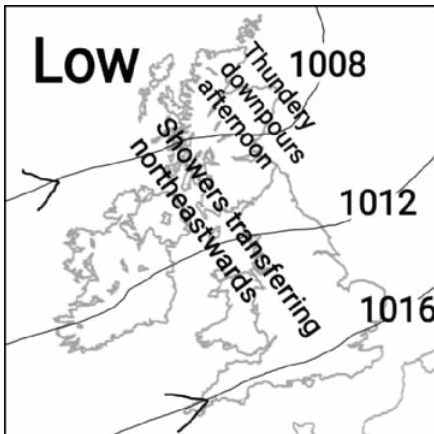 Low
1008
Thundery
downpours
afternoon
Showers transferring
northeastwards
1012
1016